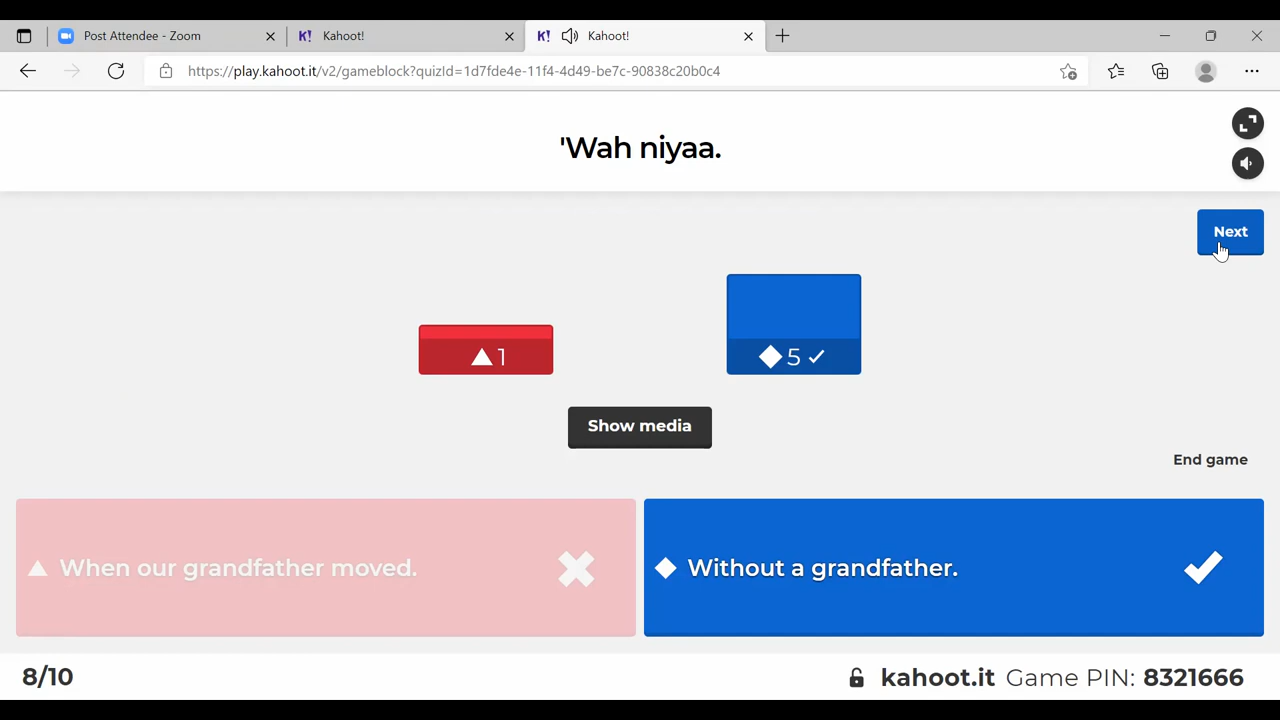 Post Attendee - Zoom
K! Kahoot!
K! Kahoot!
https://play.kahoot.it/v2/gameblock?quizId=1d7fde4e-11f4-4d49-be7c-90838c20b0c4
'Wah niyaa.
Next
1
5
Show media
End game
When our grandfather moved.
Without a grandfather.
8/10
kahoot.it Game PIN: 8321666